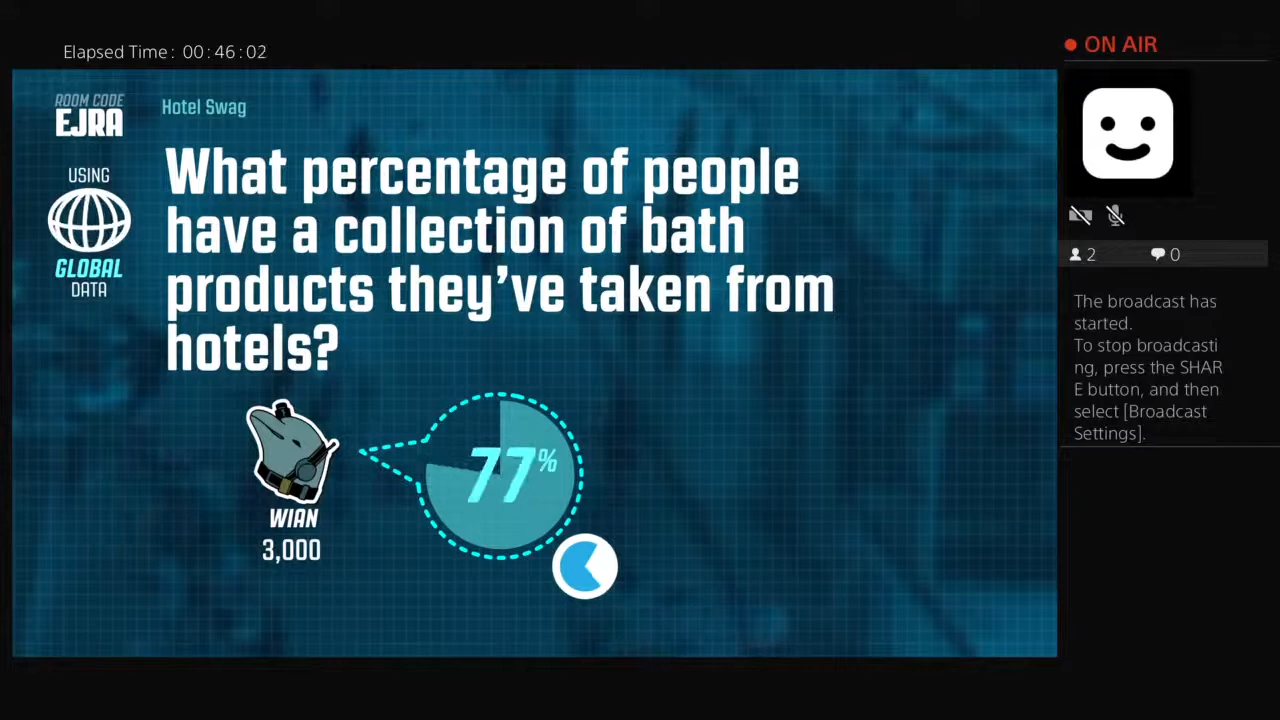 Elapsed Time: 00:46:02
ON AIR
ROOM CODE
EJRA
Hotel Swag
USING
GLOBAL
DATA
What percentage of people
have a collection of bath
products they’ve taken from
hotels?
77%
WIAN
3,000
2
0
The broadcast has
started.
To stop broadcasti
ng, press the SHAR
E button, and then
select [Broadcast
Settings].